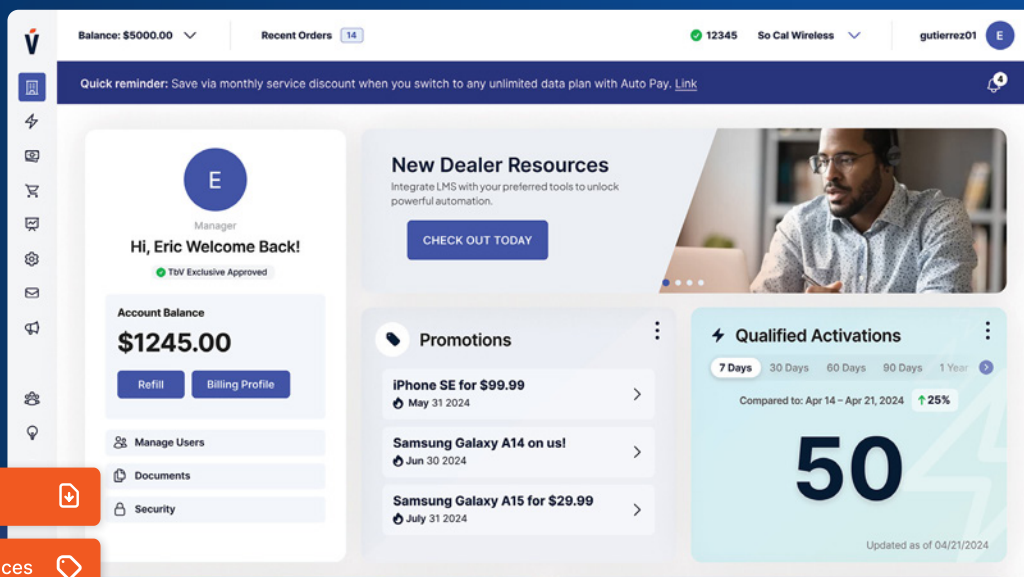 Balance: $5000.00
Recent Orders 14
12345
So Cal Wireless
gutierrez01
E
Quick reminder: Save via monthly service discount when you switch to any unlimited data plan with Auto Pay. Link
4
E
Manager
Hi, Eric Welcome Back!
TbV Exclusive Approved
Account Balance
$1245.00
Refill
Billing Profile
Manage Users
Documents
Security
New Dealer Resources
Integrate LMS with your preferred tools to unlock
powerful automation.
CHECK OUT TODAY
Promotions
iPhone SE for $99.99
May 31 2024
Samsung Galaxy A14 on us!
Jun 30 2024
Samsung Galaxy A15 for $29.99
July 31 2024
Qualified Activations
7 Days 30 Days 60 Days 90 Days 1 Year
Compared to: Apr 14 – Apr 21, 2024 25%
50
Updated as of 04/21/2024
ces